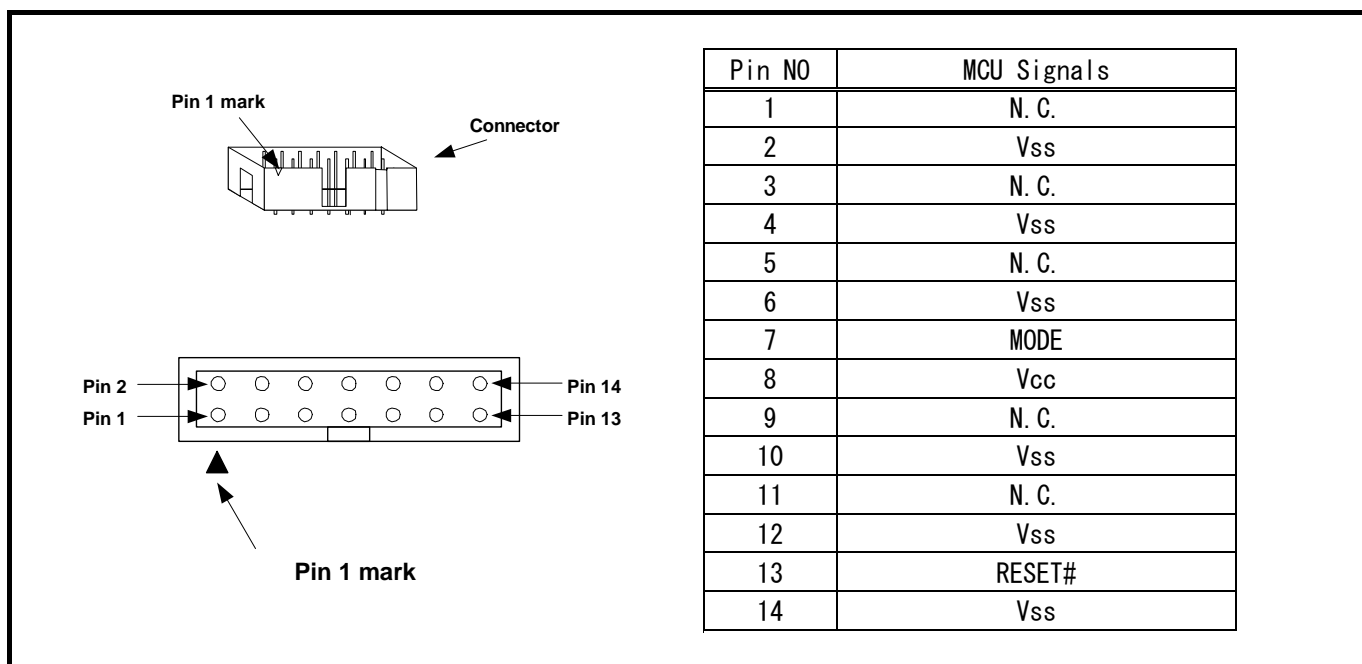 Pin 1 mark
Connector
Pin 2
Pin 14
Pin 1
Pin 13
Pin 1 mark
Pin NO MCU Signals
1 N.C.
2 Vss
3 N.C.
4 Vss
5 N.C.
6 Vss
7 MODE
8 Vcc
9 N.C.
10 Vss
11 N.C.
12 Vss
13 RESET#
14 Vss